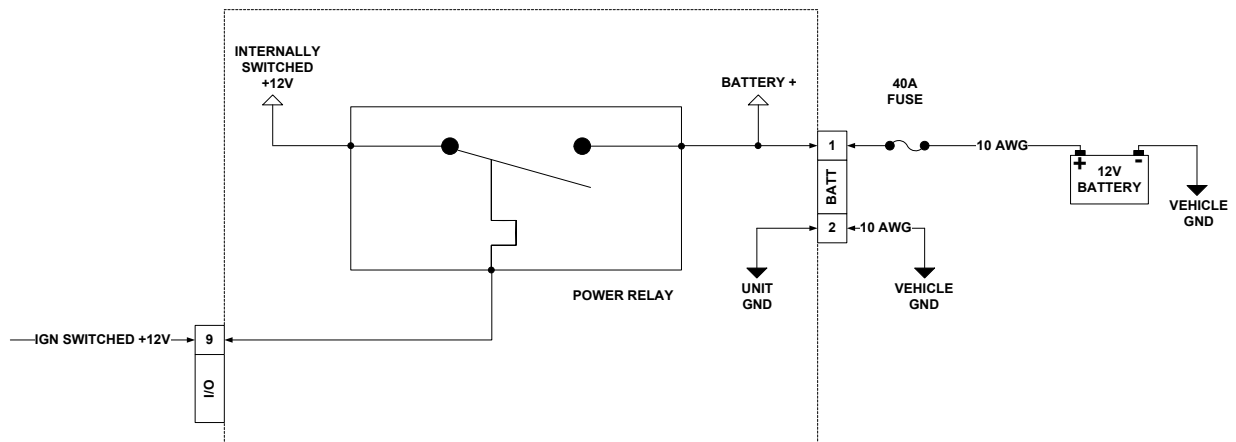 INTERNALLY
SWITCHED
+12V
BATTERY +
40A
FUSE
1
10 AWG
+
-
12V
BATTERY
BATT
VEHICLE
GND
2
10 AWG
UNIT
GND
VEHICLE
GND
POWER RELAY
IGN SWITCHED +12V
9
I/O